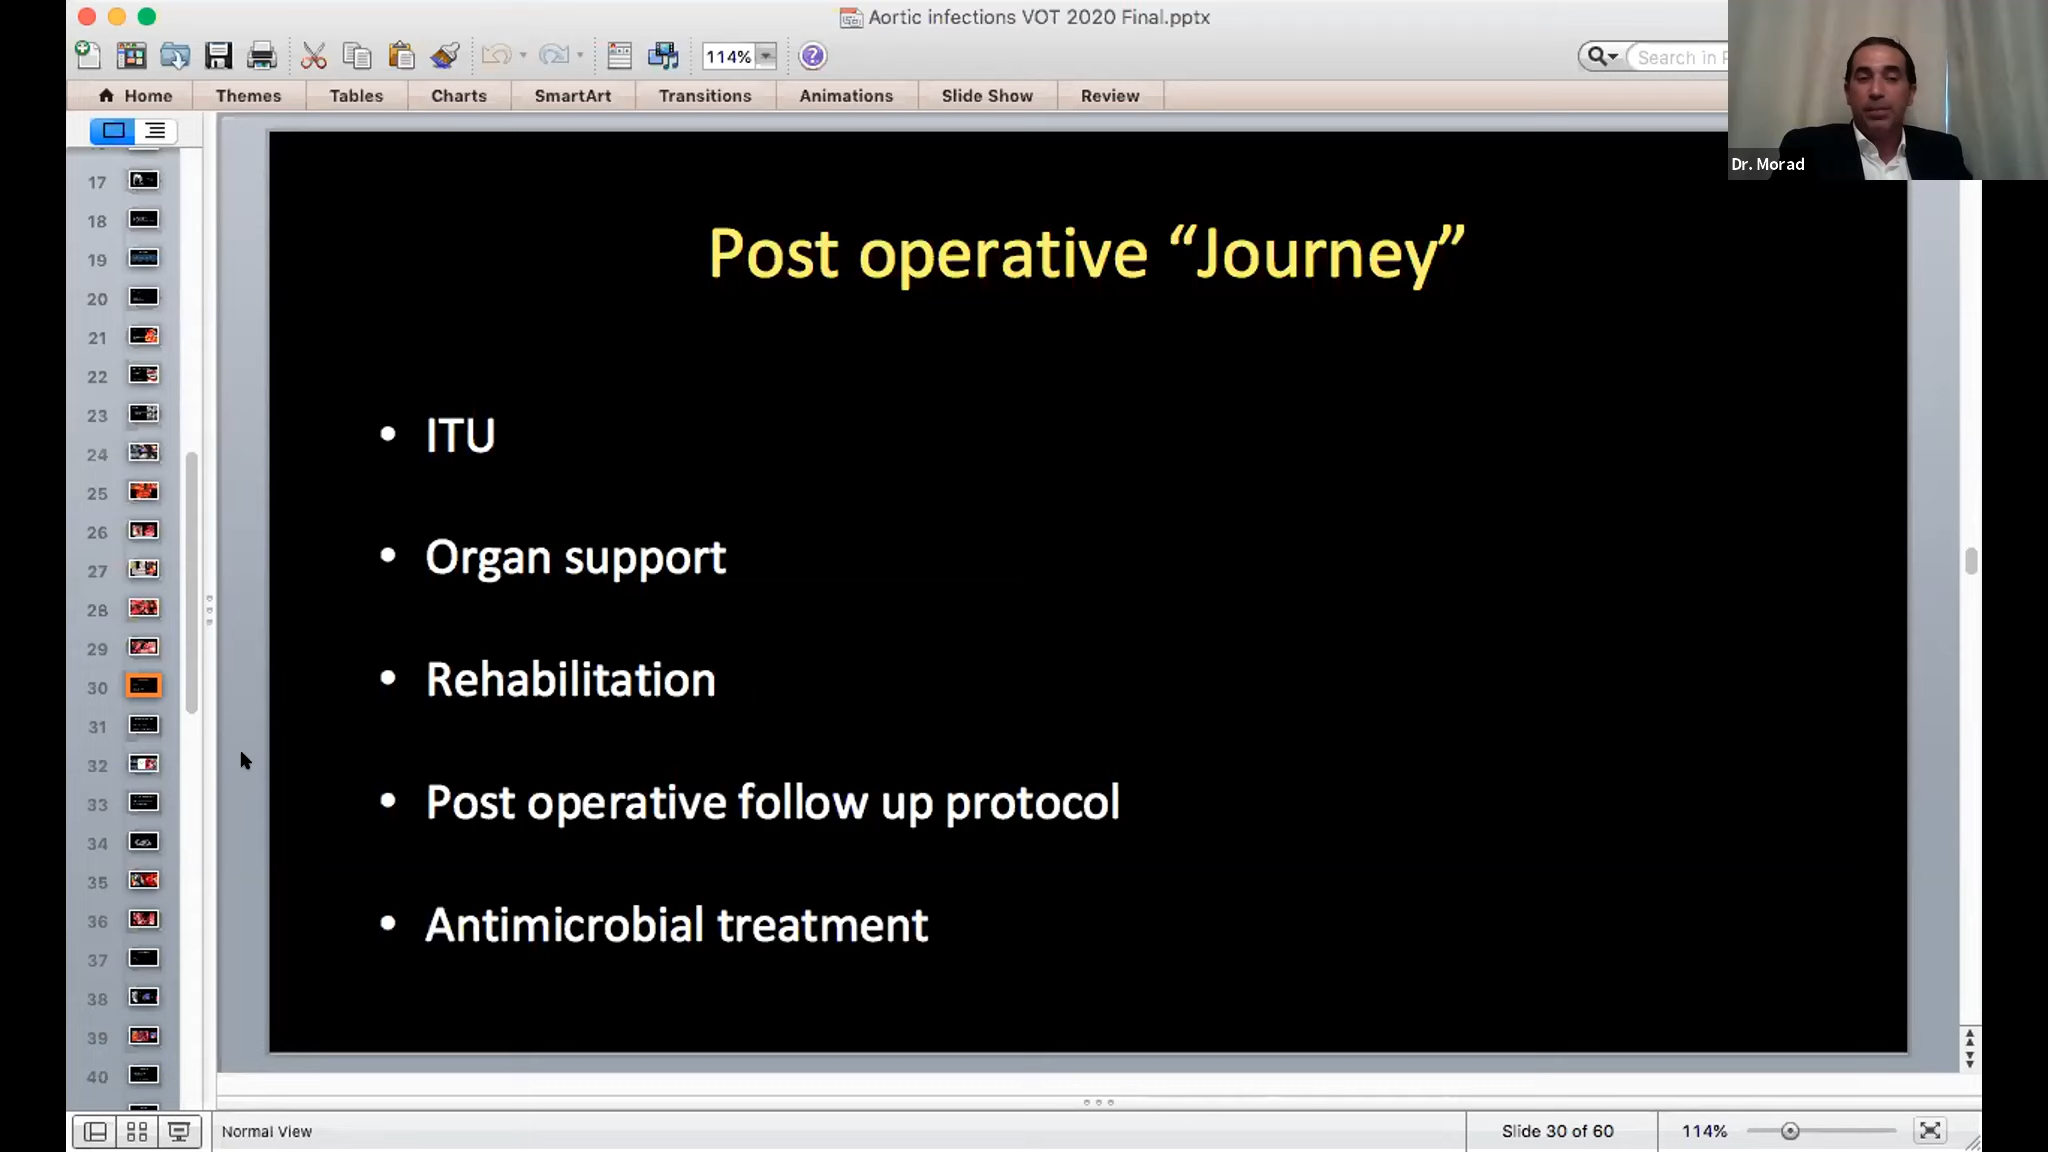 Aortic infections VOT 2020 Final.pptx
114%
Search in
Home
Themes
Tables
Charts
SmartArt
Transitions
Animations
Slide Show
Review
Dr. Morad
17
18
19
20
21
22
23
24
25
26
27
28
29
30
31
32
33
34
35
36
37
38
39
40
Post operative “Journey”
• ITU
• Organ support
• Rehabilitation
• Post operative follow up protocol
• Antimicrobial treatment
Normal View
Slide 30 of 60
114%